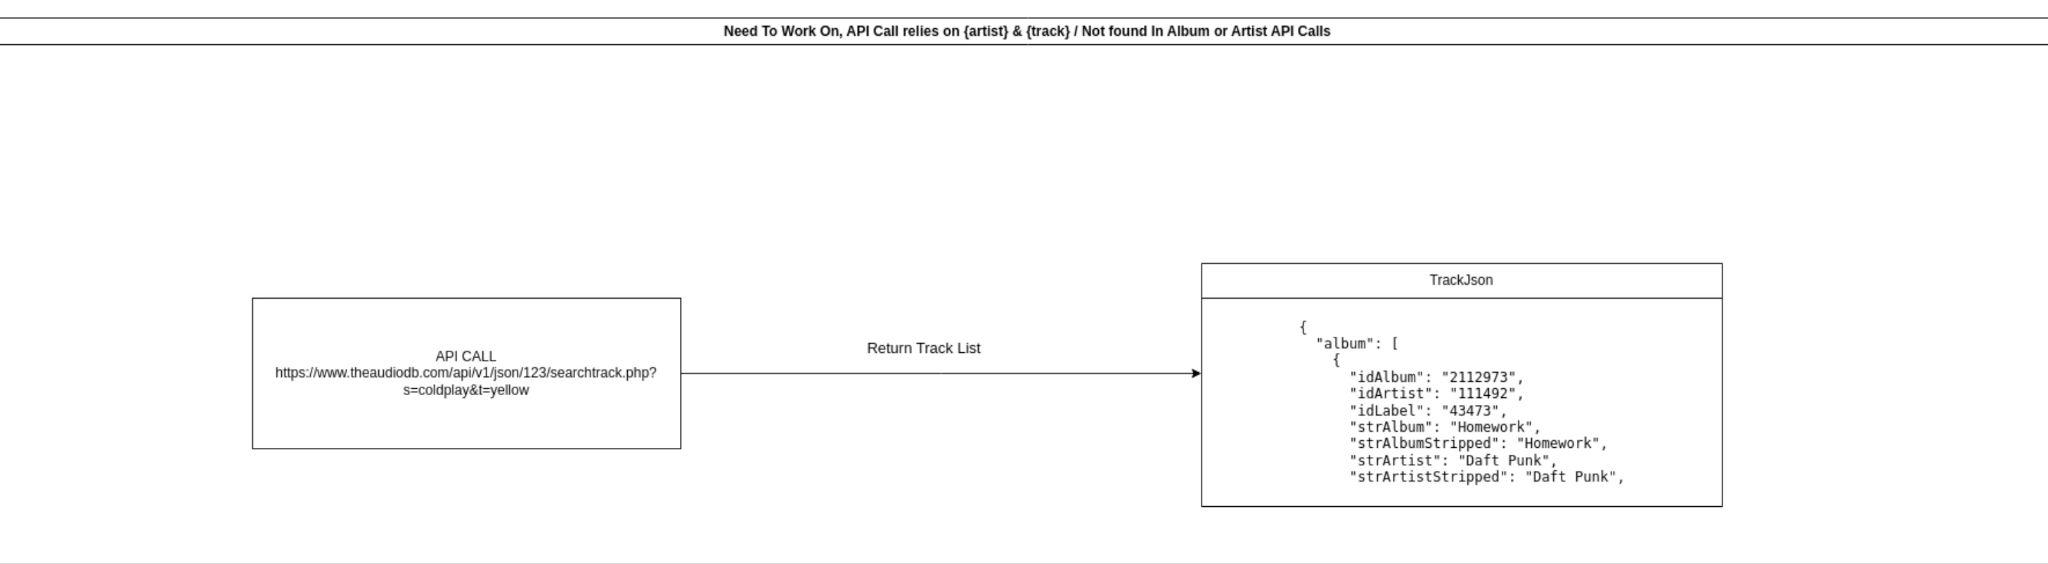 Need To Work On, API Call relies on {artist} & {track} / Not found In Album or Artist API Calls
API CALL
https://www.theaudiodb.com/api/v1/json/123/searchtrack.php?
s=coldplay&t=yellow
Return Track List
TrackJson
{
"album": [
{
"idAlbum": "2112973",
"idArtist": "111492",
"idLabel": "43473",
"strAlbum": "Homework",
"strAlbumStripped": "Homework",
"strArtist": "Daft Punk",
"strArtistStripped": "Daft Punk",